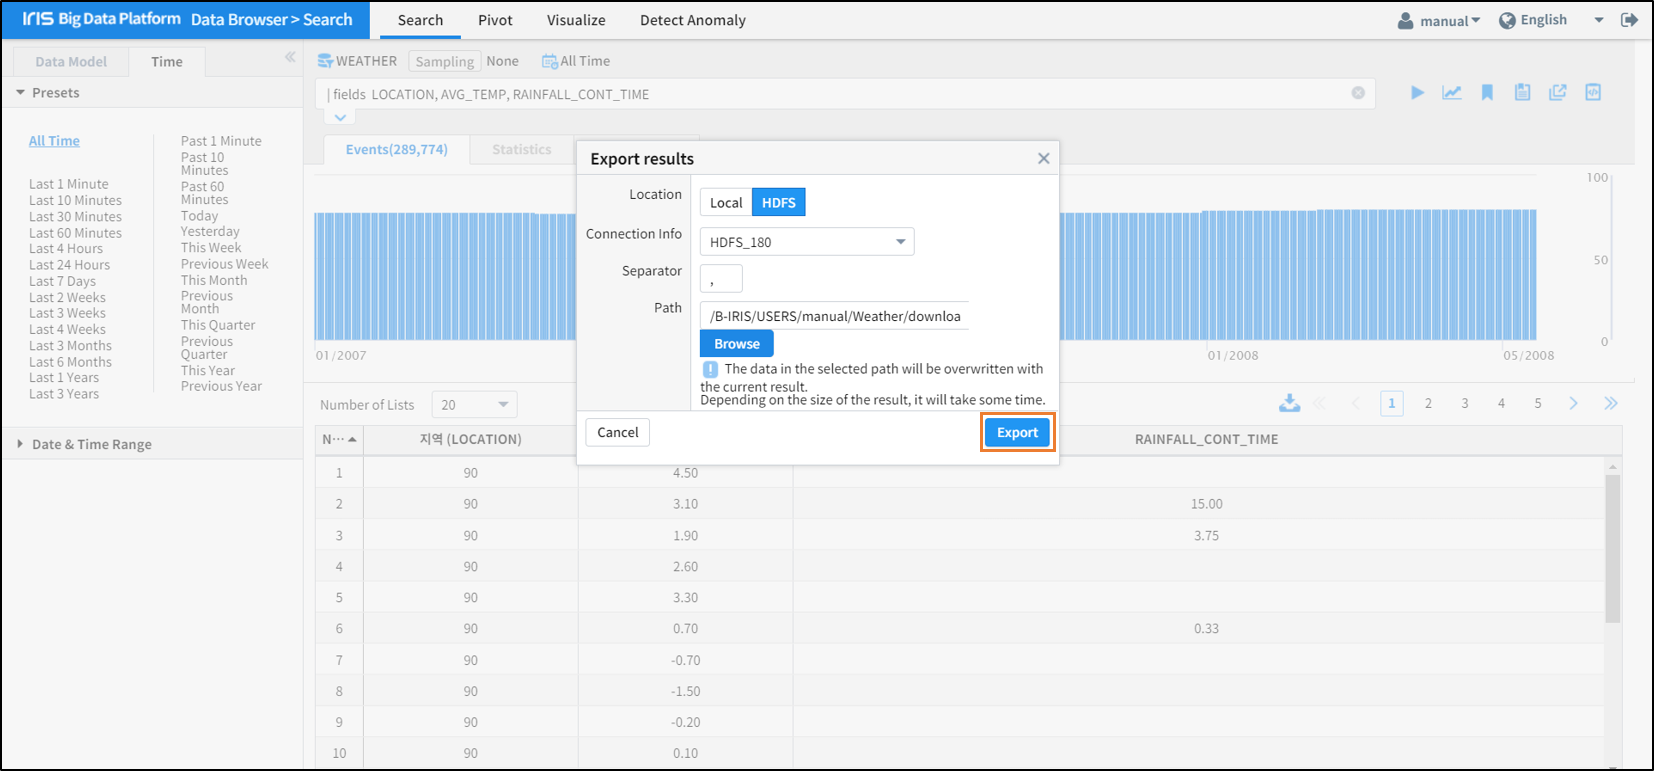 IRIS Big Data Platform Data Browser > Search Search Pivot Visualize Detect Anomaly manual English
Data Model Time
Presets
All Time
Last 1 Minute
Last 10 Minutes
Last 30 Minutes
Last 60 Minutes
Last 4 Hours
Last 24 Hours
Last 7 Days
Last 2 Weeks
Last 3 Weeks
Last 4 Weeks
Last 3 Months
Last 6 Months
Last 1 Years
Last 3 Years
Past 1 Minute
Past 10
Minutes
Past 60
Minutes
Today
Yesterday
This Week
Previous Week
This Month
Previous
Month
This Quarter
Previous
Quarter
This Year
Previous Year
Date & Time Range
WEATHER Sampling None All Time
| fields LOCATION, AVG_TEMP, RAINFALL_CONT_TIME
Events(289,774) Statistics
100
50
0
01/2007 01/2008 05/2008
Export results
Location Local HDFS
Connection Info HDFS_180
Separator ,
Path /B-IRIS/USERS/manual/Weather/downloa
Browse
! The data in the selected path will be overwritten with
the current result.
Depending on the size of the result, it will take some time.
Cancel Export
Number of Lists 20 1 2 3 4 5
N··· 지역 (LOCATION) RAINFALL_CONT_TIME
1 90 4.50
2 90 3.10 15.00
3 90 1.90 3.75
4 90 2.60
5 90 3.30
6 90 0.70 0.33
7 90 -0.70
8 90 -1.50
9 90 -0.20
10 90 0.10